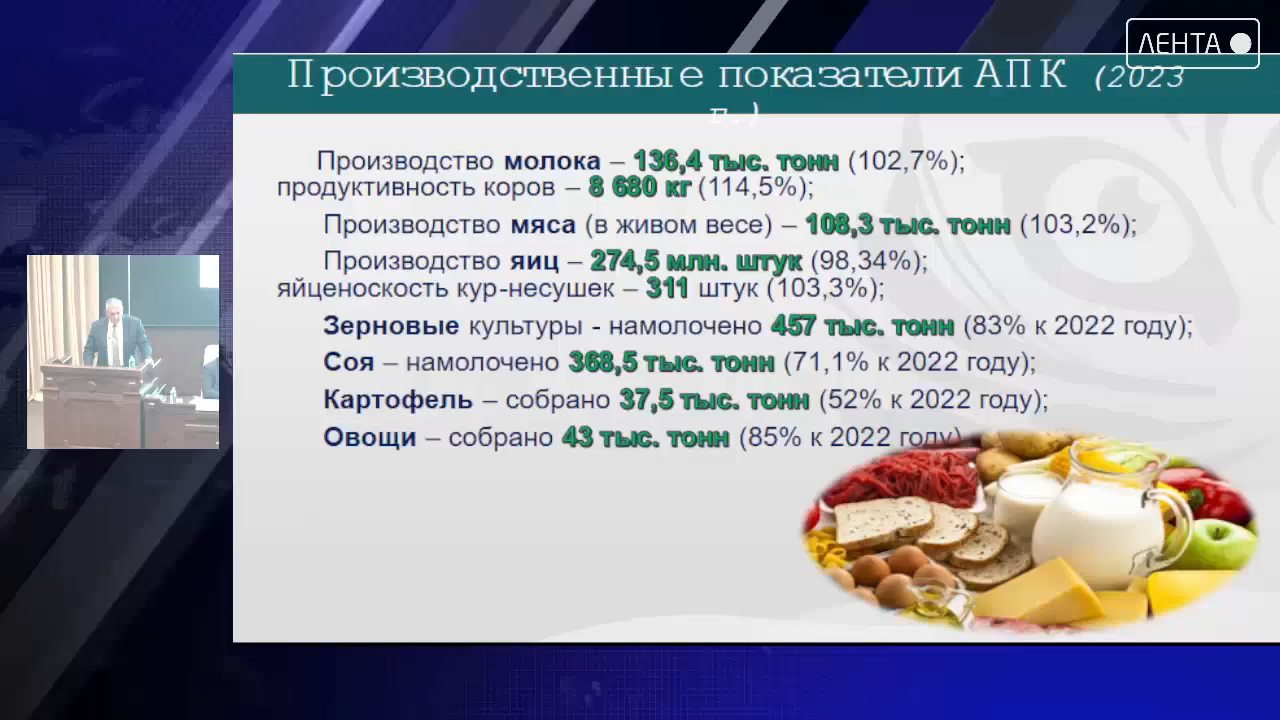 ЛЕНТА
Производственные показатели АПК (2023
г.)
Производство молока – 136,4 тыс. тонн (102,7%);
продуктивность коров – 8 680 кг (114,5%);
Производство мяса (в живом весе) – 108,3 тыс. тонн (103,2%);
Производство яиц – 274,5 млн. штук (98,34%);
яйценоскость кур-несушек – 311 штук (103,3%);
Зерновые культуры - намолочено 457 тыс. тонн (83% к 2022 году);
Соя – намолочено 368,5 тыс. тонн (71,1% к 2022 году);
Картофель – собрано 37,5 тыс. тонн (52% к 2022 году);
Овощи – собрано 43 тыс. тонн (85% к 2022 году)